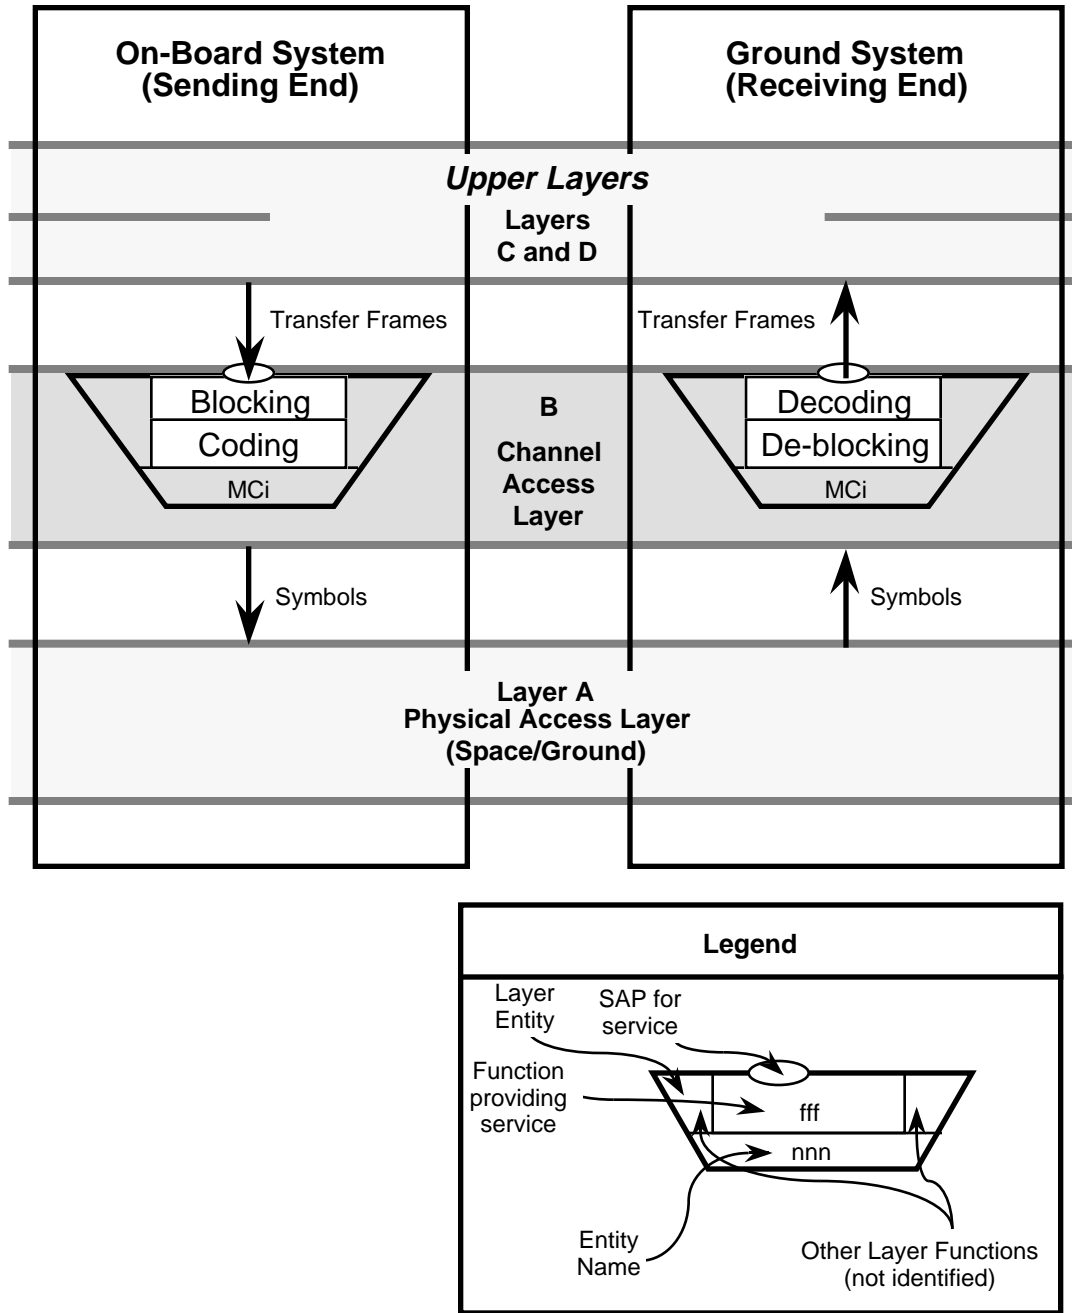 On-Board System
(Sending End)
Ground System
(Receiving End)
Upper Layers
Layers
C and D
Transfer Frames
Transfer Frames
Blocking
Coding
MCi
B
Channel
Access
Layer
Decoding
De-blocking
MCi
Symbols
Symbols
Layer A
Physical Access Layer
(Space/Ground)
Legend
Layer
Entity
SAP for
service
Function
providing
service
fff
nnn
Entity
Name
Other Layer Functions
(not identified)